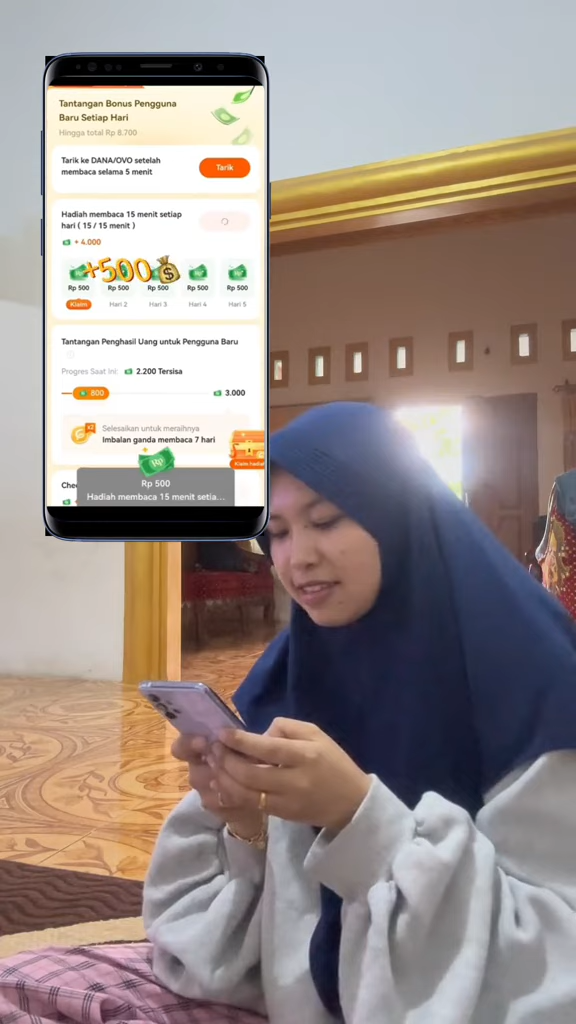 Tantangan Bonus Pengguna
Baru Setiap Hari
Hingga total Rp 8.700
Tarik ke DANA/OVO setelah
membaca selama 5 menit
Tarik
Hadiah membaca 15 menit setiap
hari ( 15 / 15 menit )
+ 4.000
+500
Rp 500 Rp 500 Rp 500 Rp 500 Rp 500
Klaim Hari 2 Hari 3 Hari 4 Hari 5
Tantangan Penghasil Uang untuk Pengguna Baru
Progres Saat Ini: 2.200 Tersisa
800 3.000
x2
Selesaikan untuk meraihnya
Imbalan ganda membaca 7 hari
Klaim hadiah
Rp
Rp 500
Hadiah membaca 15 menit setia...